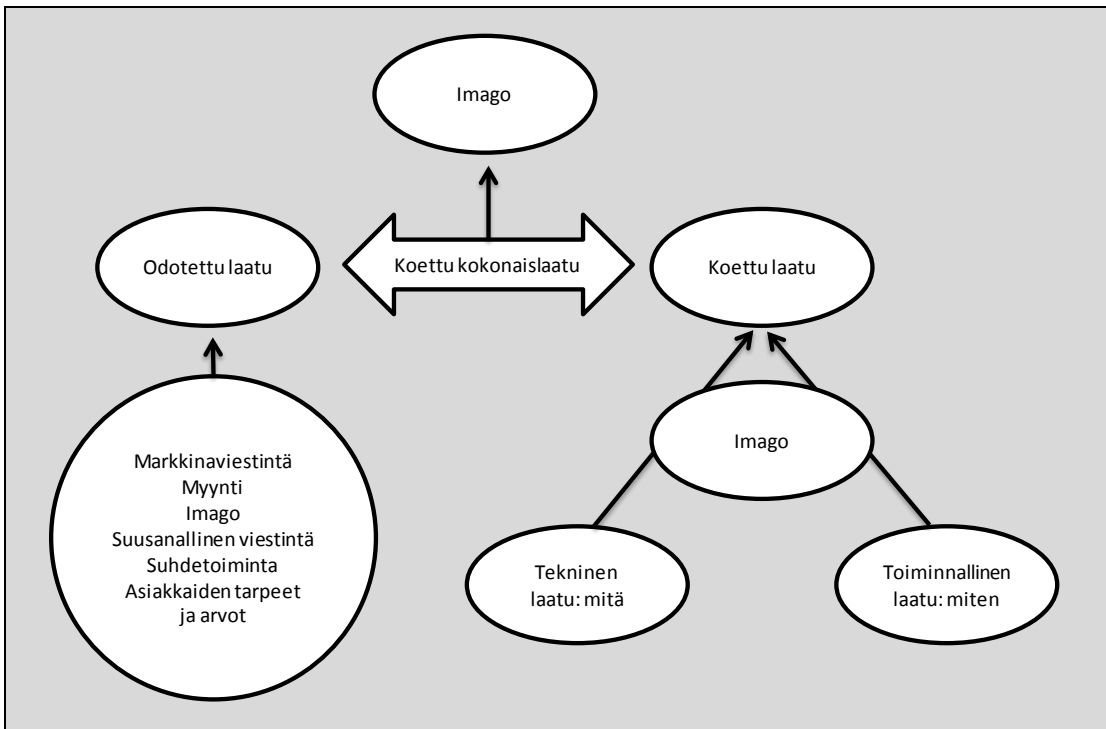 Imago
Odotettu laatu
Koettu kokonaislaatu
Koettu laatu
Markkinaviestintä
Myynti
Imago
Suusanallinen viestintä
Suhdetoiminta
Asiakkaiden tarpeet
ja arvot
Imago
Tekninen
laatu: mitä
Toiminnallinen
laatu: miten